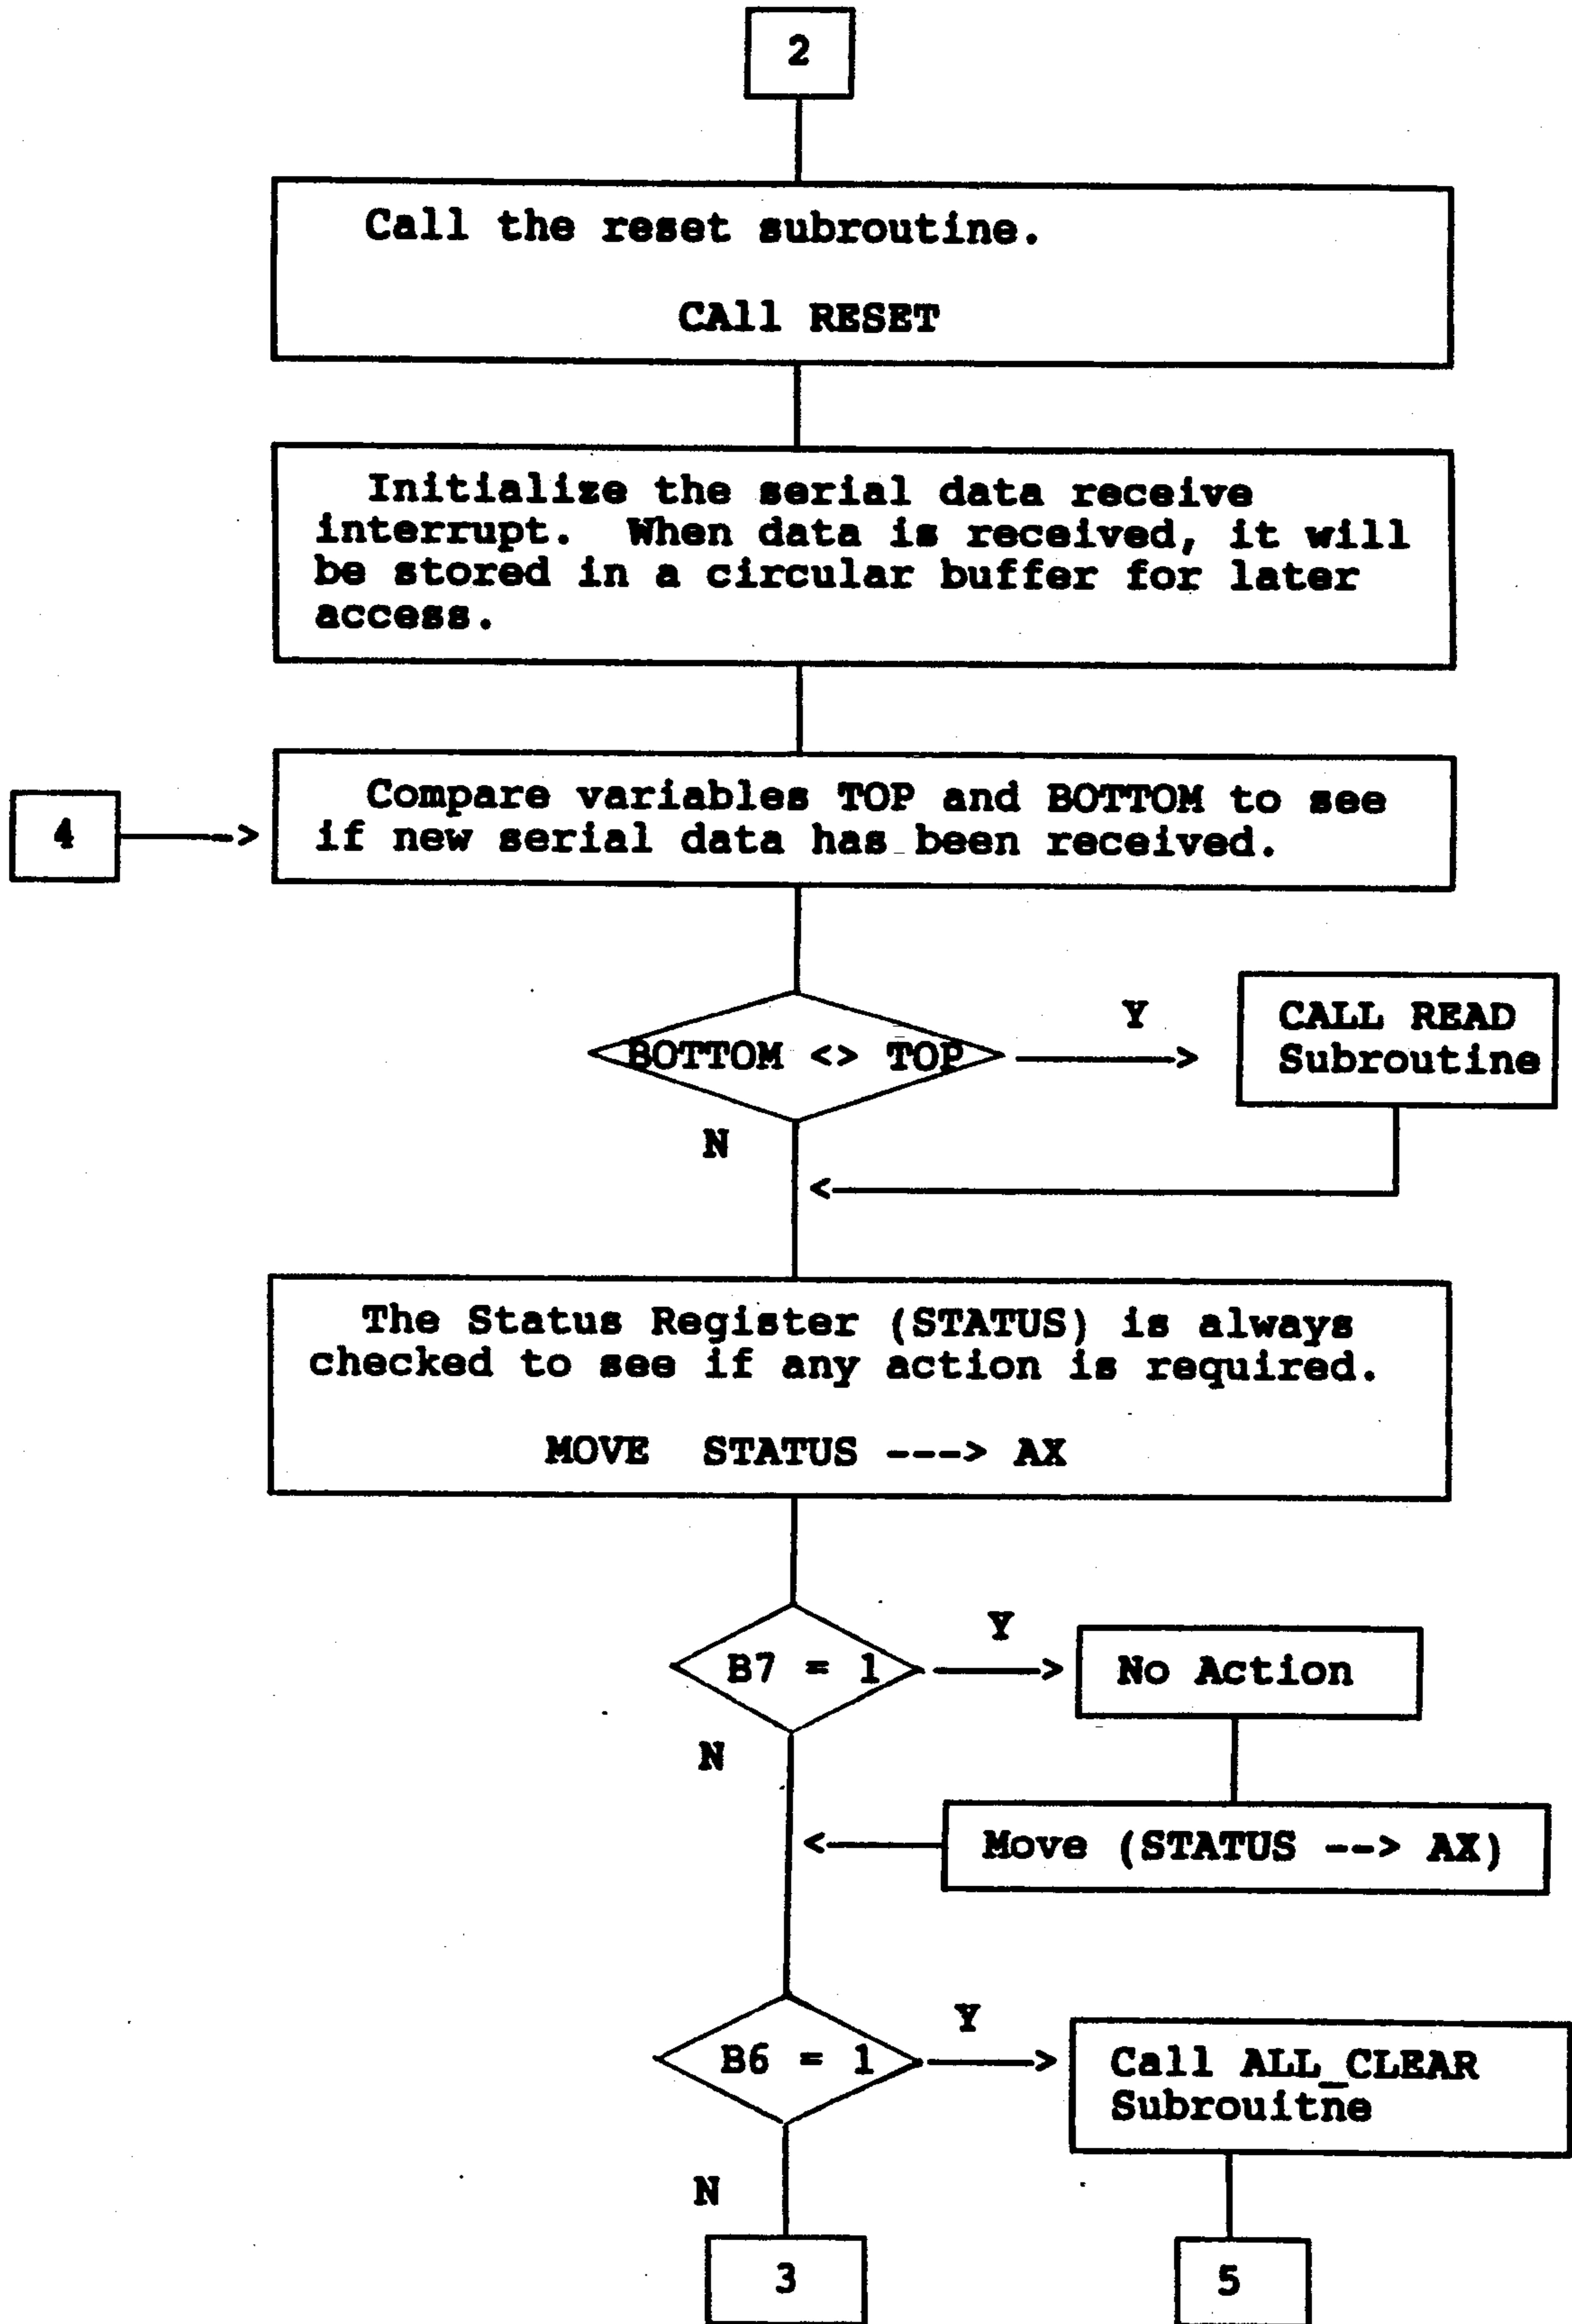 2
Call the reset subroutine.
CAll RESET
Initialize the serial data receive
interrupt. When data is received, it will
be stored in a circular buffer for later
access.
4
Compare variables TOP and BOTTOM to see
if new serial data has been received.
BOTTOM <> TOP
Y
CALL READ
Subroutine
N
The Status Register (STATUS) is always
checked to see if any action is required.
MOVE STATUS ---> AX
B7 = 1
Y
No Action
N
Move (STATUS --> AX)
B6 = 1
Y
Call ALL_CLEAR
Subrouitne
N
3
5